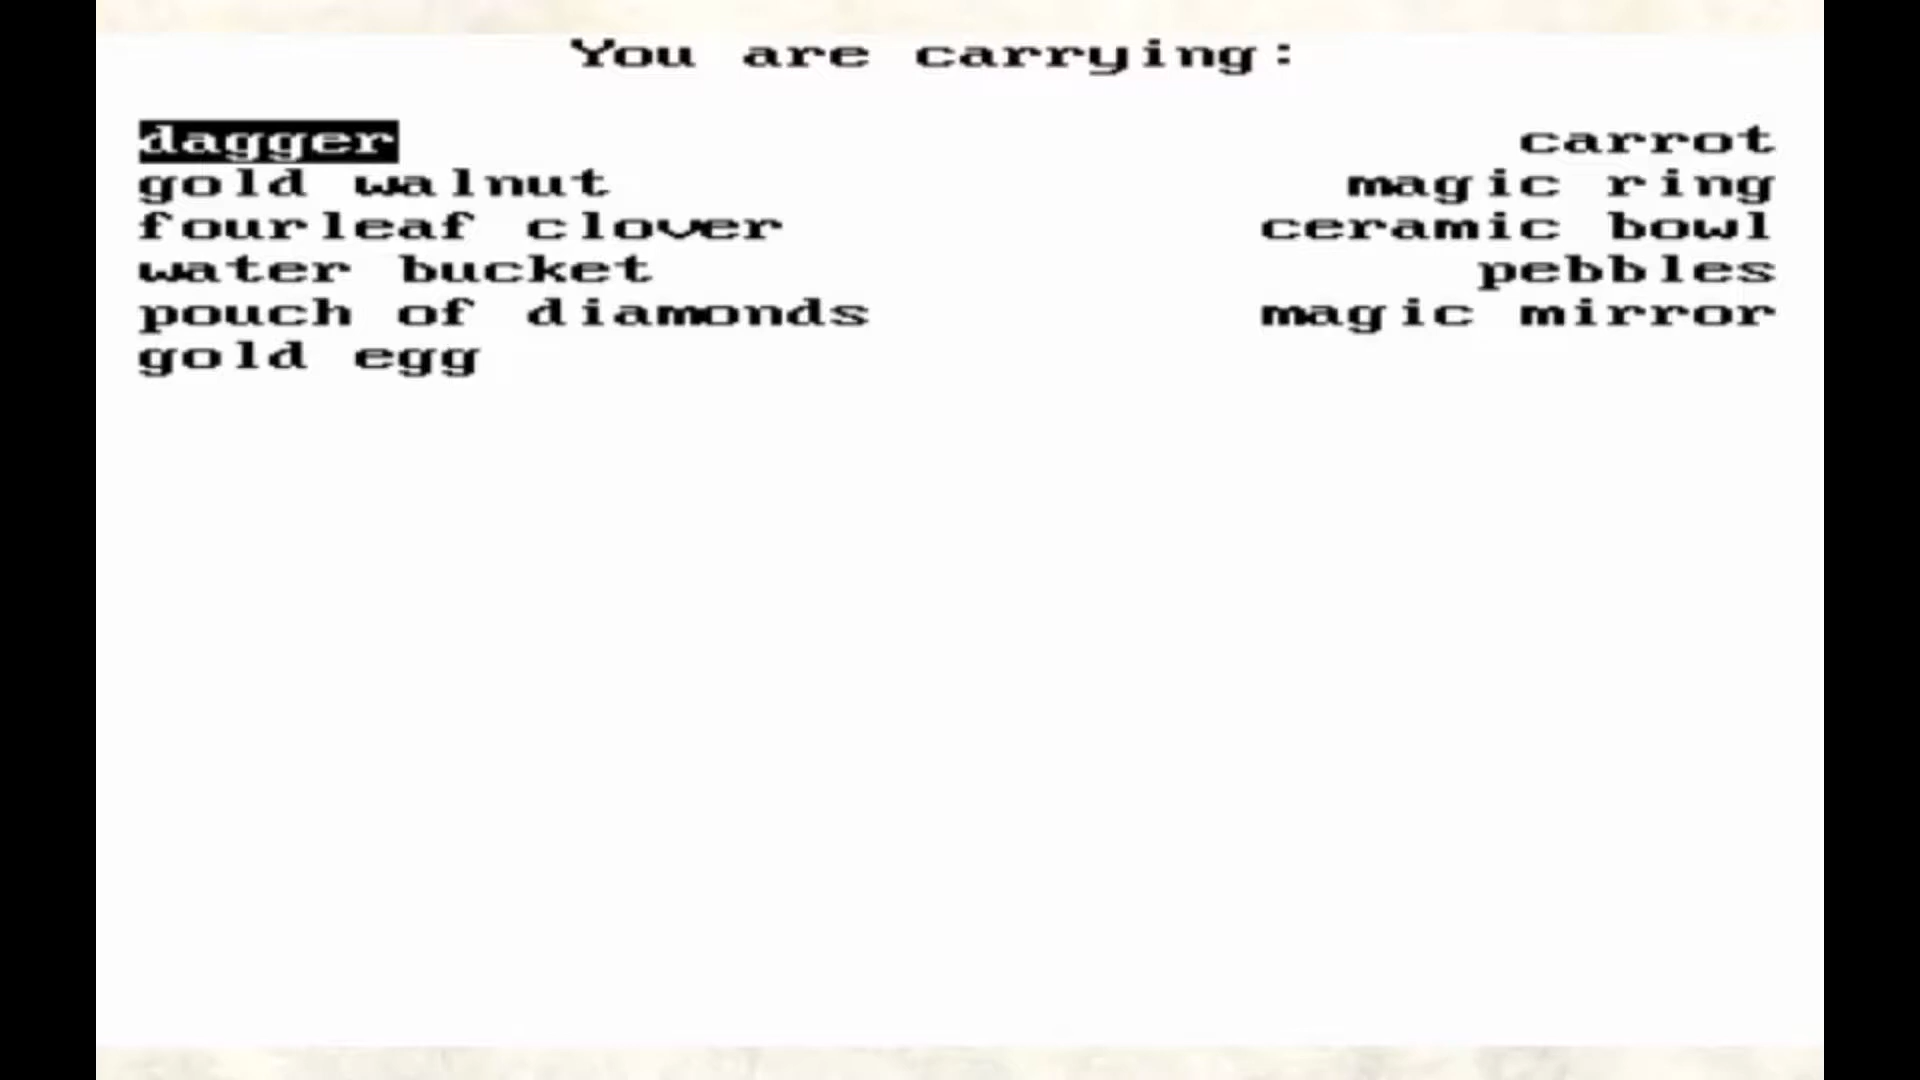 You are carrying:
dagger carrot
gold walnut magic ring
fourleaf clover ceramic bowl
water bucket pebbles
pouch of diamonds magic mirror
gold egg